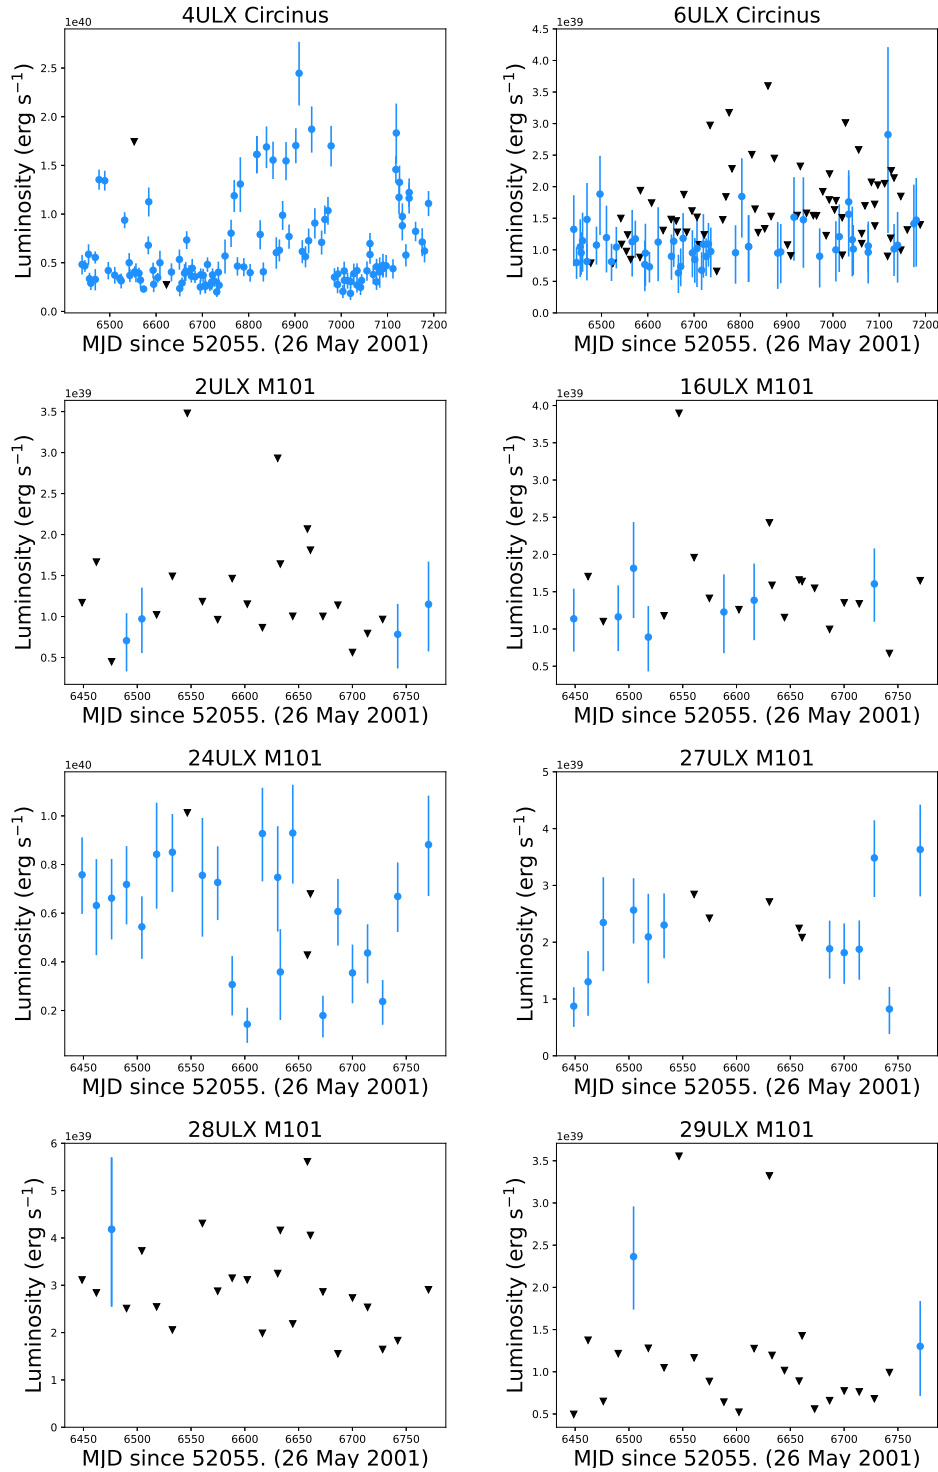 4ULX Circinus
1e40
Luminosity (erg s⁻¹)
2.5
2.0
1.5
1.0
0.5
0.0
6500 6600 6700 6800 6900 7000 7100 7200
MJD since 52055. (26 May 2001)
6ULX Circinus
1e39
Luminosity (erg s⁻¹)
4.5
4.0
3.5
3.0
2.5
2.0
1.5
1.0
0.5
0.0
6500 6600 6700 6800 6900 7000 7100 7200
MJD since 52055. (26 May 2001)
2ULX M101
1e39
Luminosity (erg s⁻¹)
3.5
3.0
2.5
2.0
1.5
1.0
0.5
6450 6500 6550 6600 6650 6700 6750
MJD since 52055. (26 May 2001)
16ULX M101
1e39
Luminosity (erg s⁻¹)
4.0
3.5
3.0
2.5
2.0
1.5
1.0
0.5
6450 6500 6550 6600 6650 6700 6750
MJD since 52055. (26 May 2001)
24ULX M101
1e40
Luminosity (erg s⁻¹)
1.0
0.8
0.6
0.4
0.2
6450 6500 6550 6600 6650 6700 6750
MJD since 52055. (26 May 2001)
27ULX M101
1e39
Luminosity (erg s⁻¹)
5
4
3
2
1
0
6450 6500 6550 6600 6650 6700 6750
MJD since 52055. (26 May 2001)
28ULX M101
1e39
Luminosity (erg s⁻¹)
6
5
4
3
2
1
0
6450 6500 6550 6600 6650 6700 6750
MJD since 52055. (26 May 2001)
29ULX M101
1e39
Luminosity (erg s⁻¹)
3.5
3.0
2.5
2.0
1.5
1.0
0.5
6450 6500 6550 6600 6650 6700 6750
MJD since 52055. (26 May 2001)